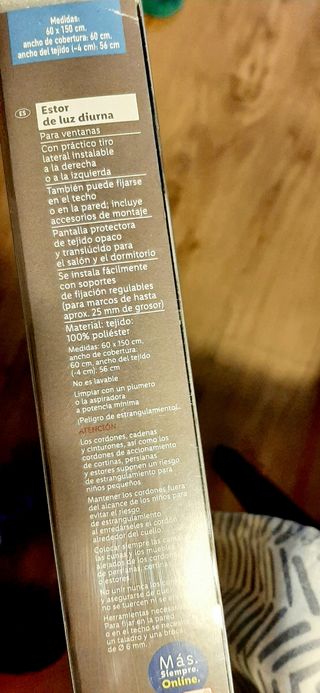 Medidas:
60 x 150 cm,
ancho de cobertura: 60 cm,
ancho del tejido (-4 cm): 56 cm
ES
Estor
de luz diurna
Para ventanas
Con práctico tiro
lateral instalable
a la derecha
o a la izquierda
También puede fijarse
en el techo
o en la pared; incluye
accesorios de montaje
Pantalla protectora
de tejido opaco
y translúcido para
el salón y el dormitorio
Se instala fácilmente
con soportes
de fijación regulables
(para marcos de hasta
aprox. 25 mm de grosor)
Material: tejido:
100% poliéster
Medidas: 60 x 150 cm,
ancho de cobertura:
60 cm, ancho del tejido
(-4 cm): 56 cm
No es lavable
Limpiar con un plumero
o la aspiradora
a potencia mínima
¡Peligro de estrangulamiento!
ATENCIÓN
Los cordones, cadenas
y cinturones, así como los
cordones de accionamiento
de cortinas, persianas
y estores suponen un riesgo
de estrangulamiento para
niños pequeños
Mantener los cordones fuera
del alcance de los niños para
evitar el riesgo
de estrangulamiento
al enredárseles el cordón
alrededor del cuello
Colocar siempre las camas
las cunas y los muebles
alejados de los cordones
de persianas, cortinas
o estores
No unir nunca los
y asegurarse de que
no se tuercen ni se
Herramientas necesarias
Para fijar en la pared
o en el techo se necesita
un taladro y una broca
de Ø 6 mm.
Más.
Siempre.
Online.